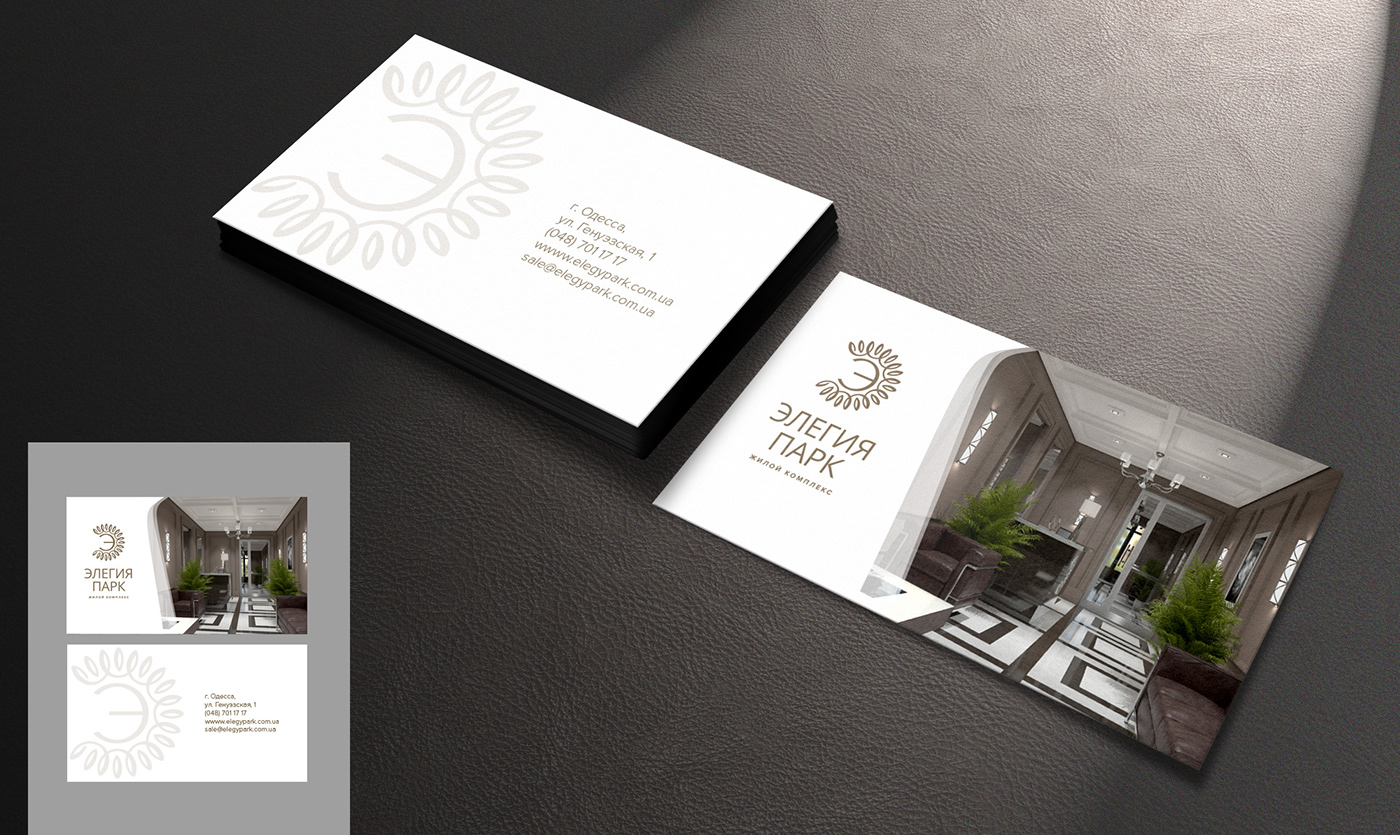 г. Одесса,
ул. Генуэзская, 1
(048) 701 17 17
wwww.elegypark.com.ua
sale@elegypark.com.ua
Э
ЭЛЕГИЯ
ПАРК
ЖИЛОЙ КОМПЛЕКС
Э
ЭЛЕГИЯ
ПАРК
ЖИЛОЙ КОМПЛЕКС
Э
г. Одесса,
ул. Генуэзская, 1
(048) 701 17 17
wwww.elegypark.com.ua
sale@elegypark.com.ua
Э